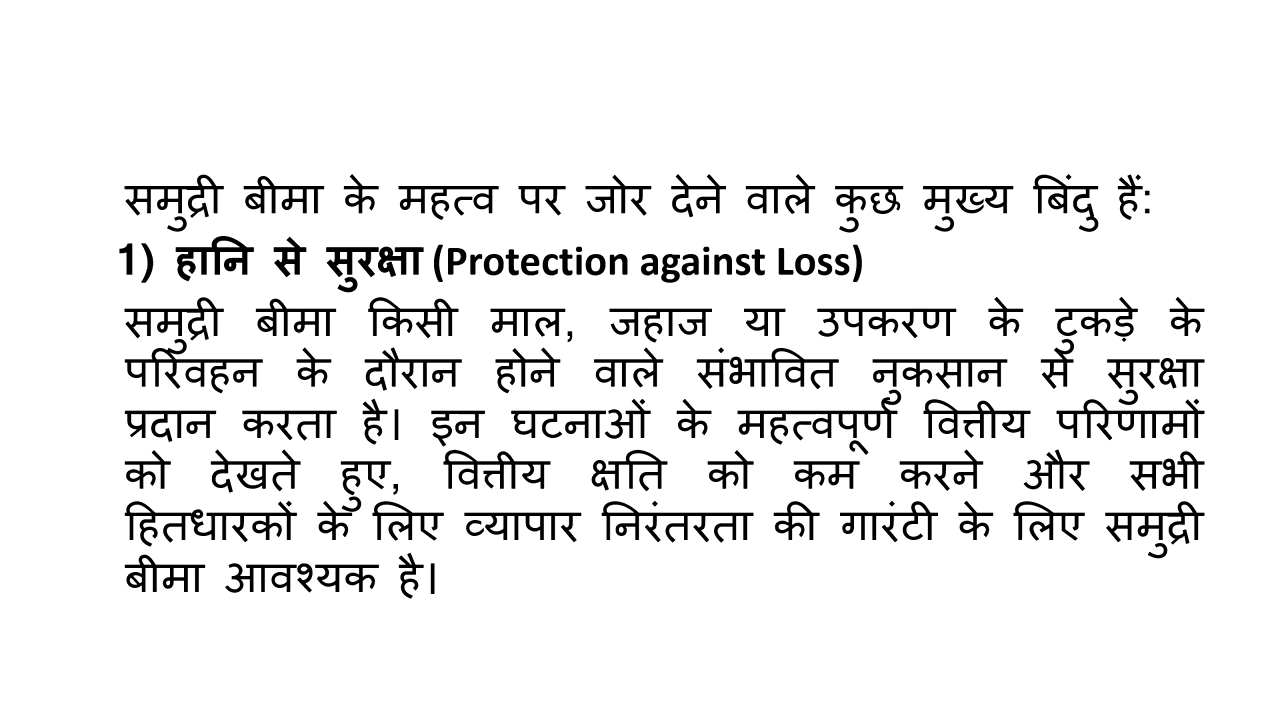 समुद्री बीमा के महत्व पर जोर देने वाले कुछ मुख्य बिंदु हैं:
1) हानि से सुरक्षा (Protection against Loss)
समुद्री बीमा किसी माल, जहाज या उपकरण के टुकड़े के
परिवहन के दौरान होने वाले संभावित नुकसान से सुरक्षा
प्रदान करता है। इन घटनाओं के महत्वपूर्ण वित्तीय परिणामों
को देखते हुए, वित्तीय क्षति को कम करने और सभी
हितधारकों के लिए व्यापार निरंतरता की गारंटी के लिए समुद्री
बीमा आवश्यक है।